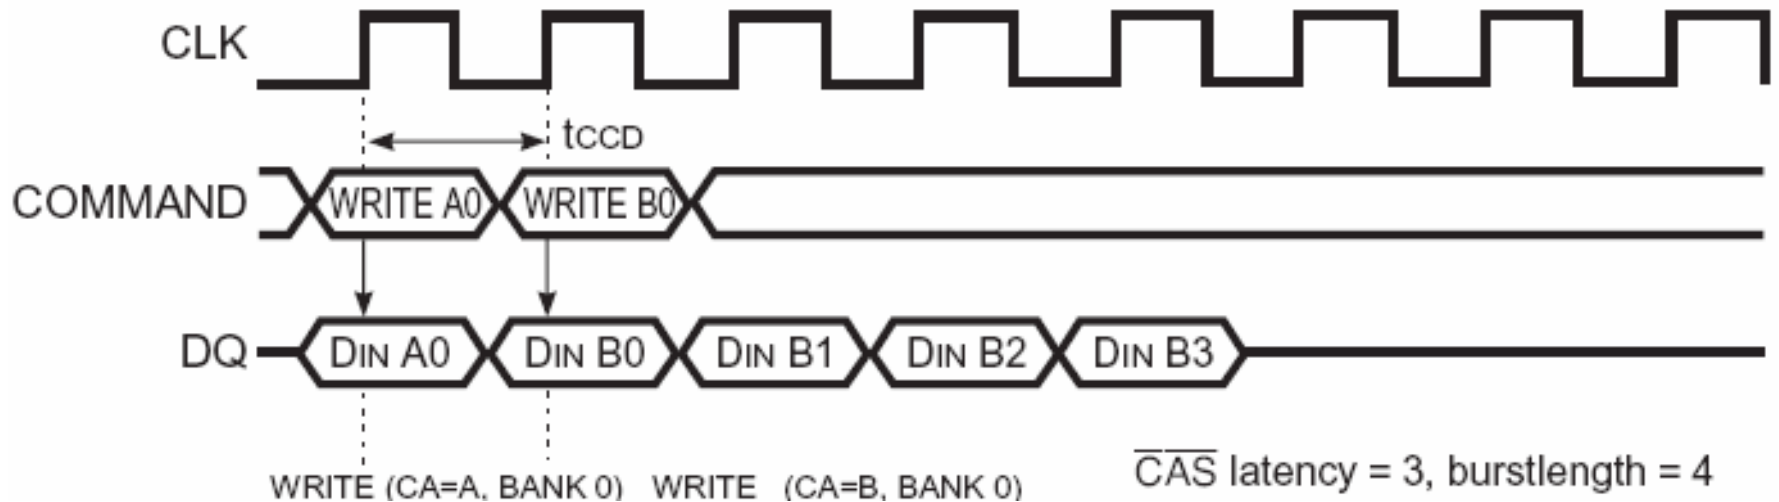 CLK
tCCD
COMMAND WRITE A0 WRITE B0
DQ DIN A0 DIN B0 DIN B1 DIN B2 DIN B3
WRITE (CA=A, BANK 0) WRITE (CA=B, BANK 0)
CAS latency = 3, burstlength = 4